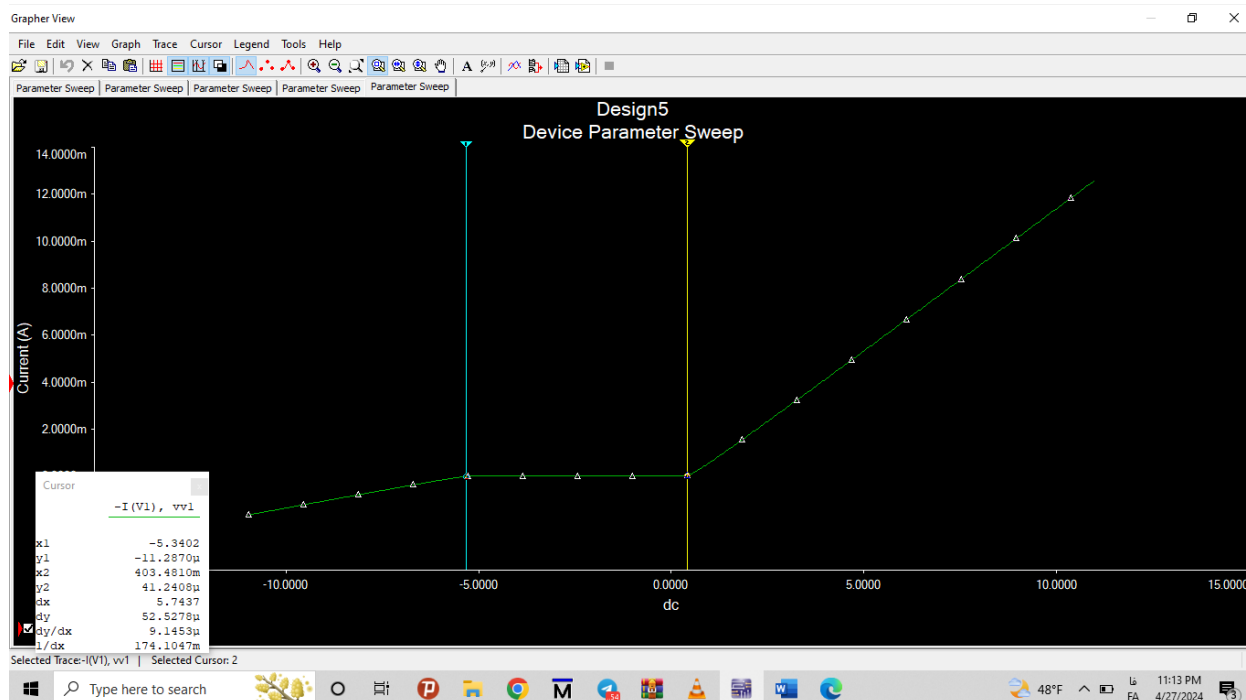 Grapher View
File Edit View Graph Trace Cursor Legend Tools Help
Parameter Sweep Parameter Sweep Parameter Sweep Parameter Sweep Parameter Sweep
Design5
Device Parameter Sweep
14.0000m
12.0000m
10.0000m
8.0000m
6.0000m
4.0000m
2.0000m
Current (A)
Cursor
-I(V1), vv1
x1 -5.3402
y1 -11.2870µ
x2 403.4810m
y2 41.2408µ
dx 5.7437
dy 52.5278µ
dy/dx 9.1453µ
1/dx 174.1047m
-10.0000 -5.0000 0.0000 5.0000 10.0000 15.0000
dc
Selected Trace:-I(V1), vv1 | Selected Cursor: 2
Type here to search
54
48°F
فا
FA
11:13 PM
4/27/2024
3